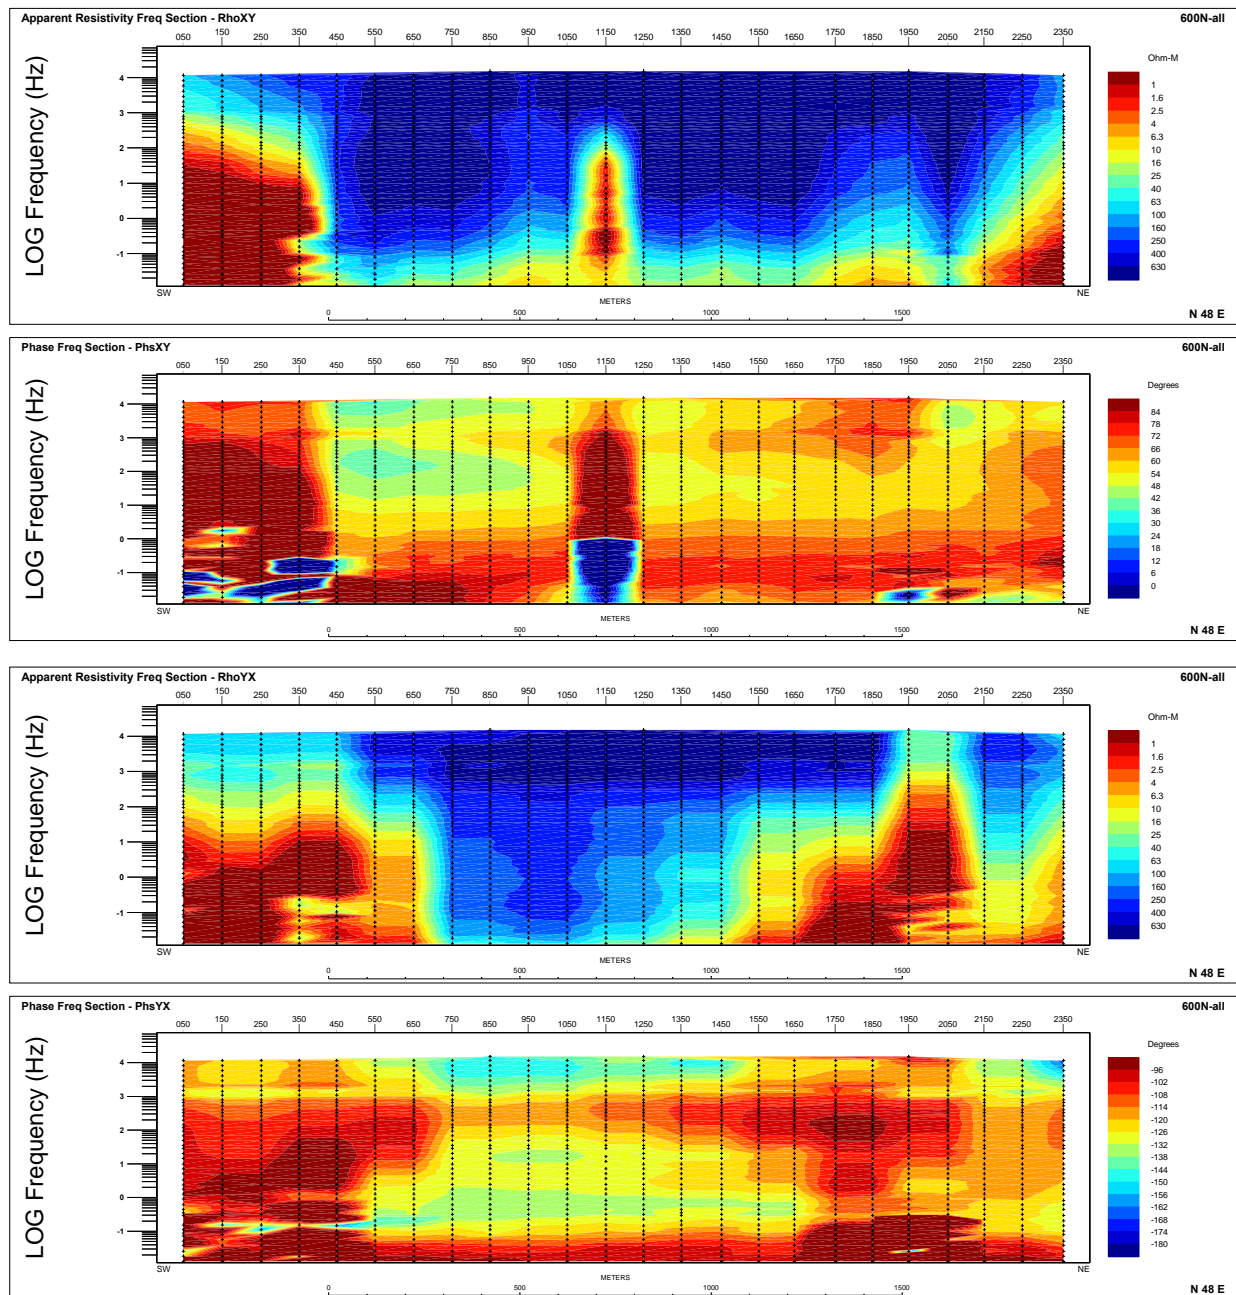 Apparent Resistivity Freq Section - RhoXY 600N-all
050 150 250 350 450 550 650 750 850 950 1050 1150 1250 1350 1450 1550 1650 1750 1850 1950 2050 2150 2250 2350
LOG Frequency (Hz)
4
3
2
1
0
-1
Ohm-M
1
1.6
2.5
4
6.3
10
16
25
40
63
100
160
250
400
630
SW NE
METERS
0 500 1000 1500
N 48 E
Phase Freq Section - PhsXY 600N-all
050 150 250 350 450 550 650 750 850 950 1050 1150 1250 1350 1450 1550 1650 1750 1850 1950 2050 2150 2250 2350
LOG Frequency (Hz)
4
3
2
1
0
-1
Degrees
84
78
72
66
60
54
48
42
36
30
24
18
12
6
0
SW NE
METERS
0 500 1000 1500
N 48 E
Apparent Resistivity Freq Section - RhoYX 600N-all
050 150 250 350 450 550 650 750 850 950 1050 1150 1250 1350 1450 1550 1650 1750 1850 1950 2050 2150 2250 2350
LOG Frequency (Hz)
4
3
2
1
0
-1
Ohm-M
1
1.6
2.5
4
6.3
10
16
25
40
63
100
160
250
400
630
SW NE
METERS
0 500 1000 1500
N 48 E
Phase Freq Section - PhsYX 600N-all
050 150 250 350 450 550 650 750 850 950 1050 1150 1250 1350 1450 1550 1650 1750 1850 1950 2050 2150 2250 2350
LOG Frequency (Hz)
4
3
2
1
0
-1
Degrees
-96
-102
-108
-114
-120
-126
-132
-138
-144
-150
-156
-162
-168
-174
-180
SW NE
METERS
0 500 1000 1500
N 48 E